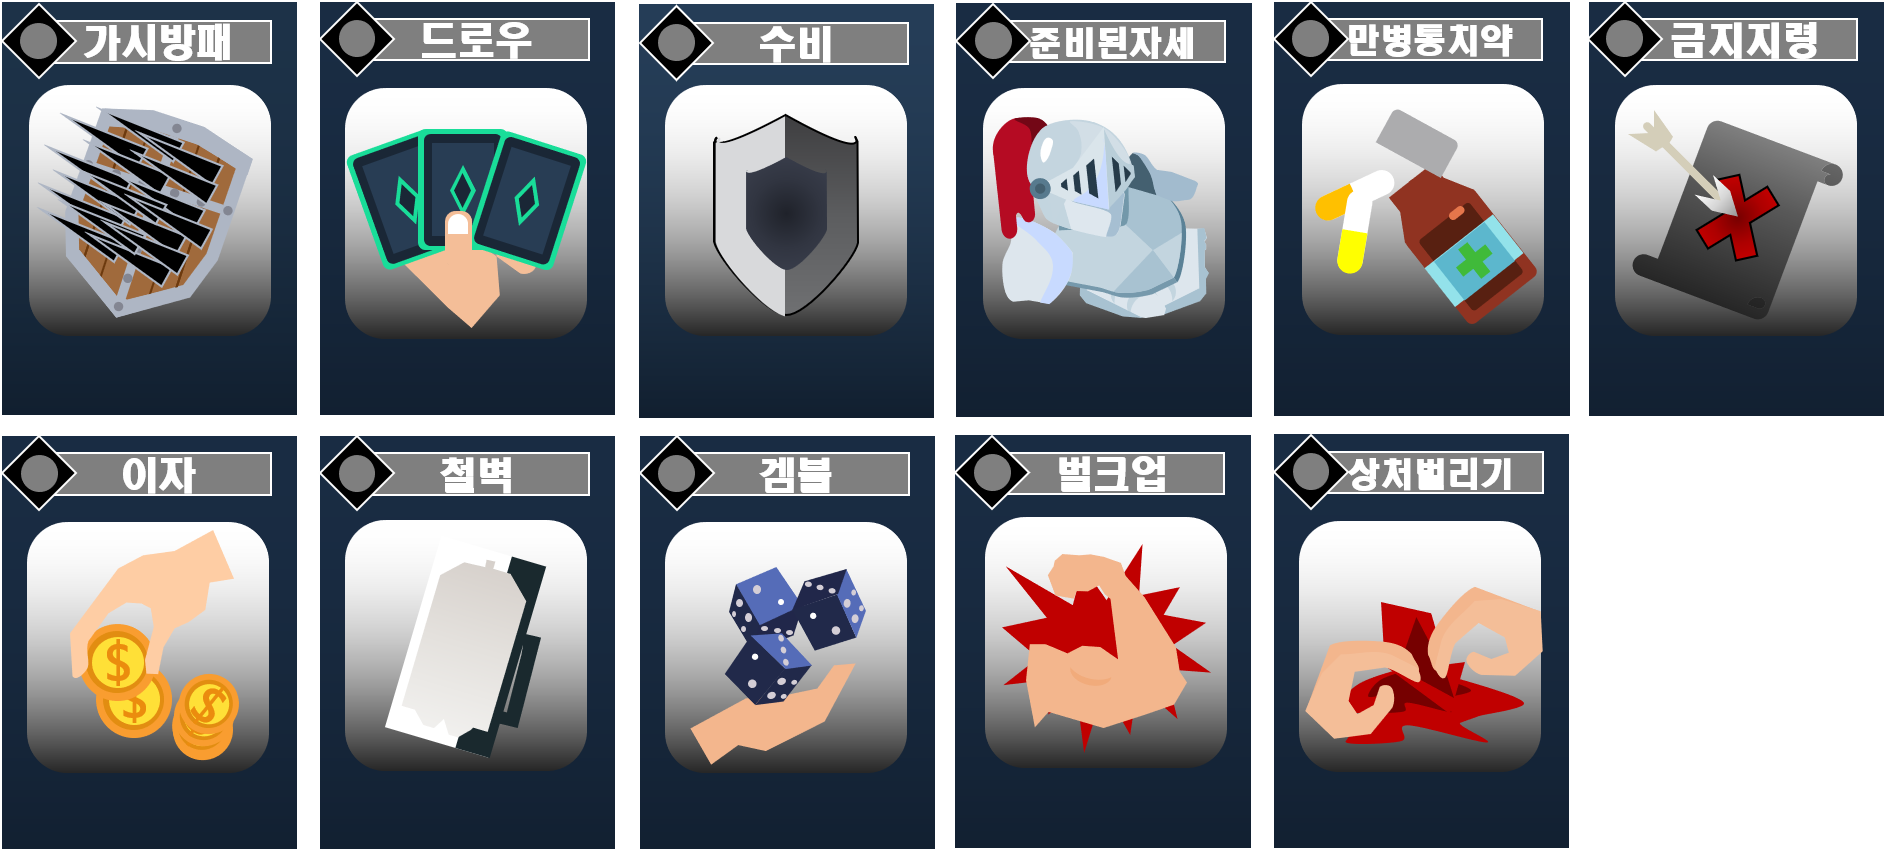 가시방패
드로우
수비
준비된자세
만병통치약
금지지령
이자
철벽
겜블
벌크업
상처벌리기
$
$
$